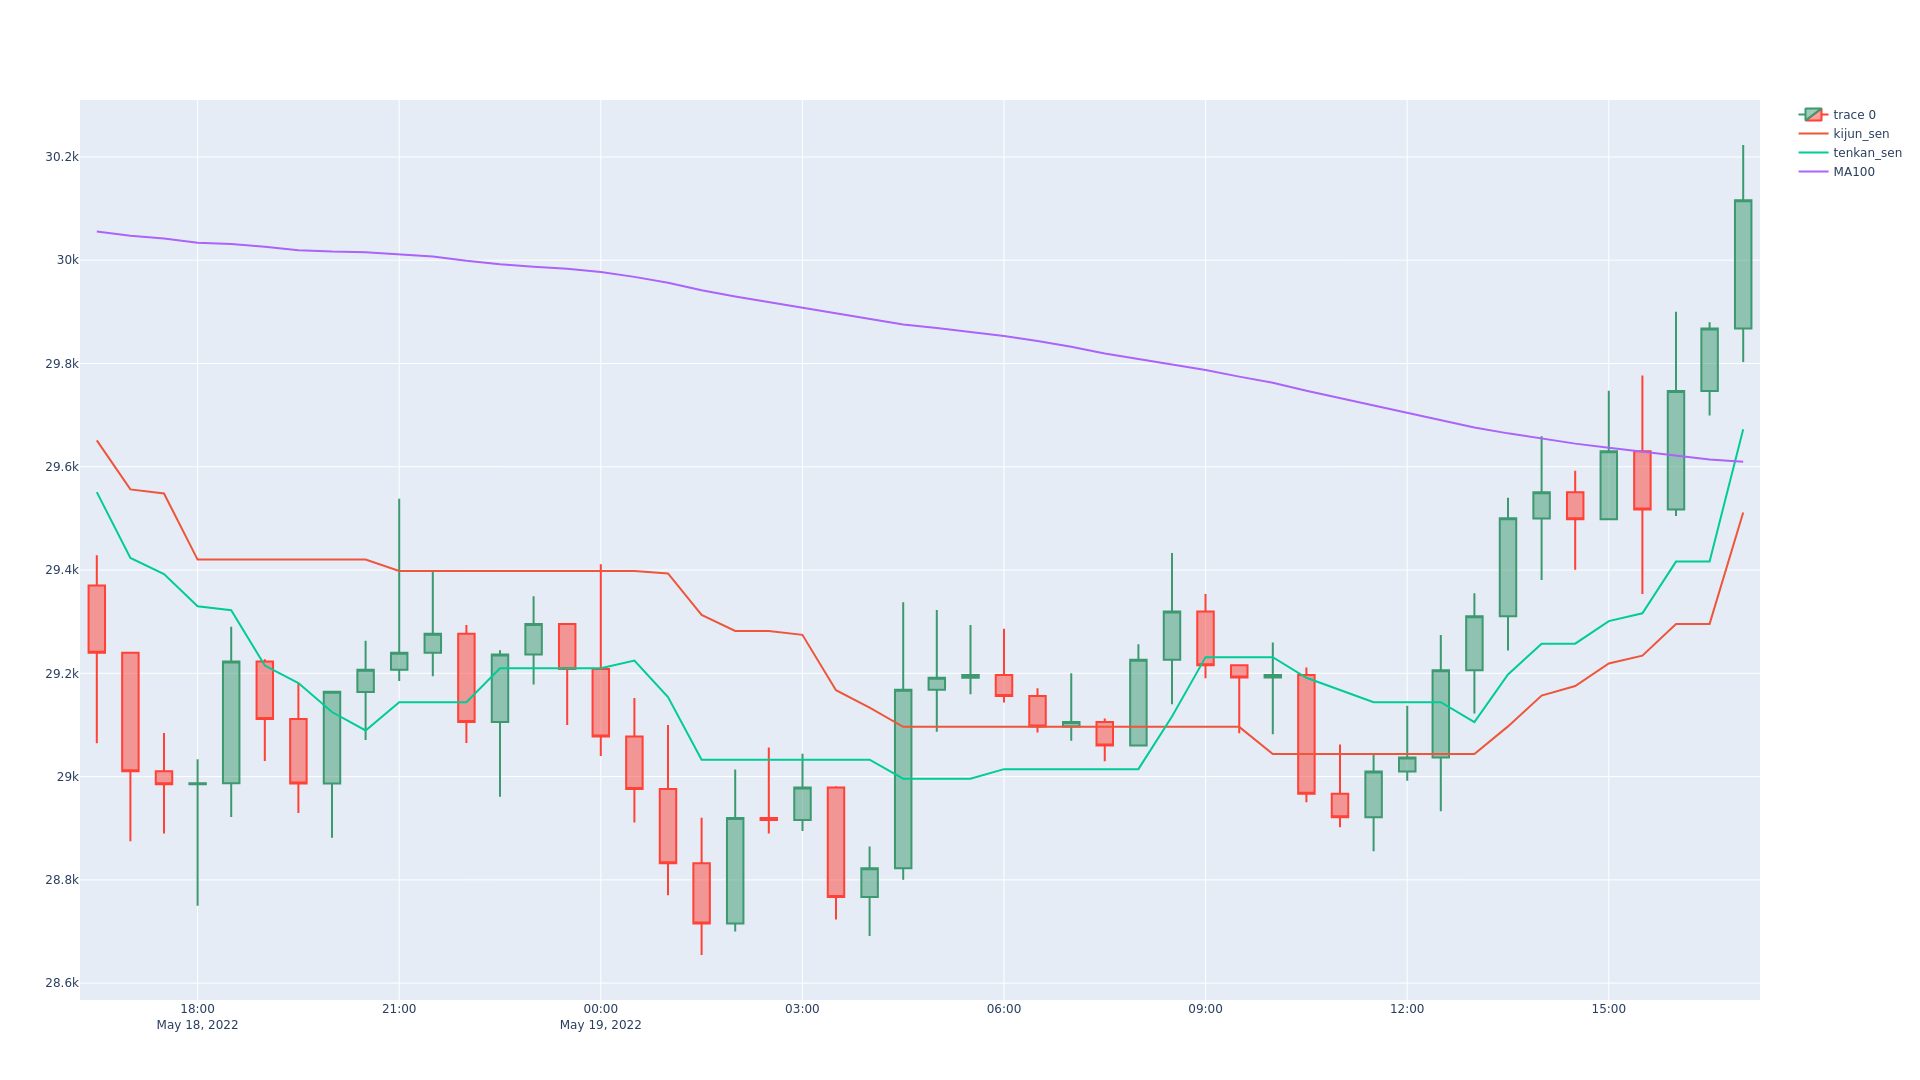 trace 0
kijun_sen
tenkan_sen
MA100
30.2k
30k
29.8k
29.6k
29.4k
29.2k
29k
28.8k
28.6k
18:00 21:00 00:00 03:00 06:00 09:00 12:00 15:00
May 18, 2022 May 19, 2022